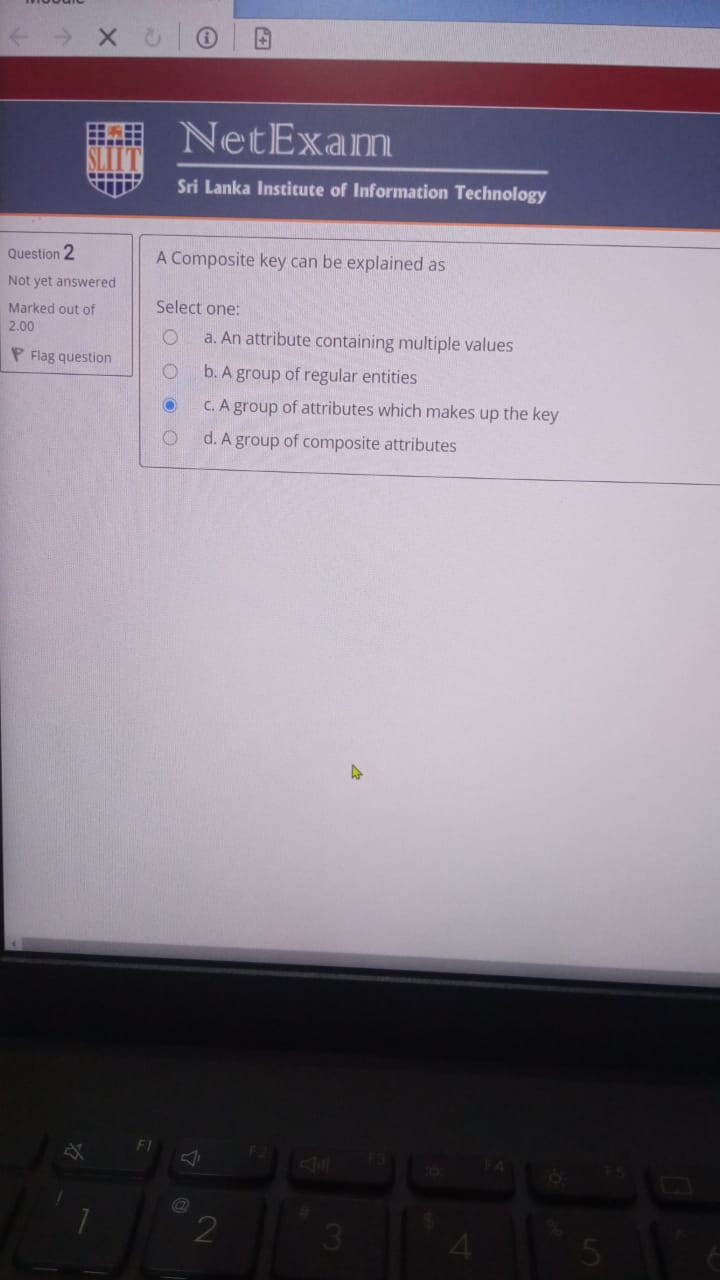 SLIIT
NetExam
Sri Lanka Institute of Information Technology
Question 2
Not yet answered
Marked out of
2.00
Flag question
A Composite key can be explained as
Select one:
a. An attribute containing multiple values
b. A group of regular entities
c. A group of attributes which makes up the key
d. A group of composite attributes
F1
F2
F3
F4
F5
! 1
@ 2
# 3
$ 4
% 5